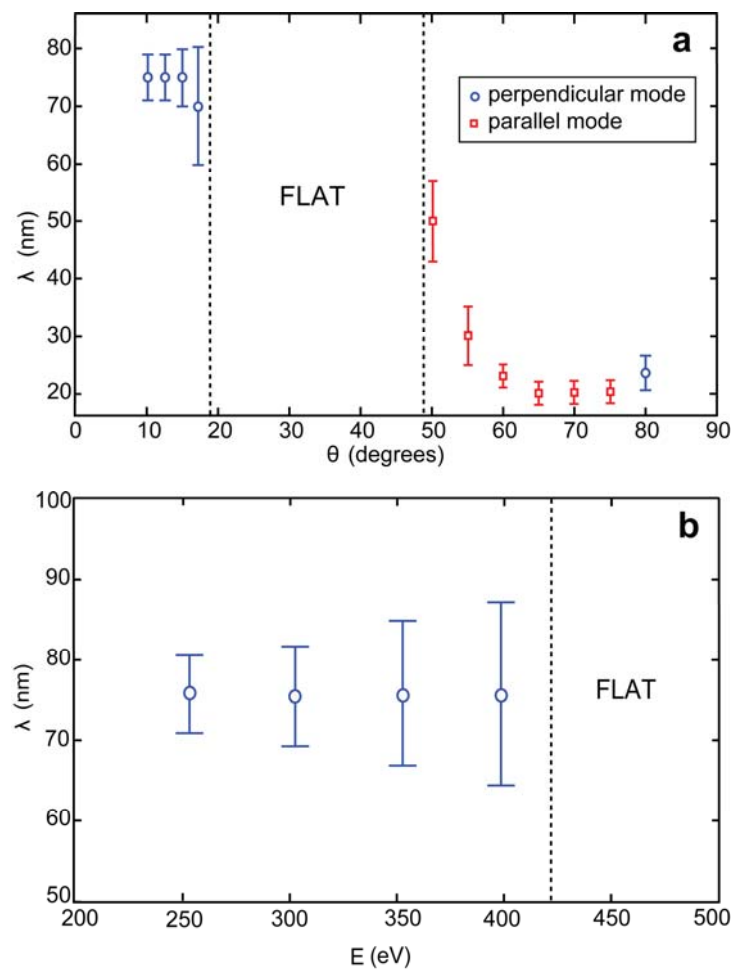 a
80
70
60
50
40
30
20
λ (nm)
perpendicular mode
parallel mode
FLAT
0 10 20 30 40 50 60 70 80 90
θ (degrees)
b
100
90
80
70
60
50
λ (nm)
FLAT
200 250 300 350 400 450 500
E (eV)